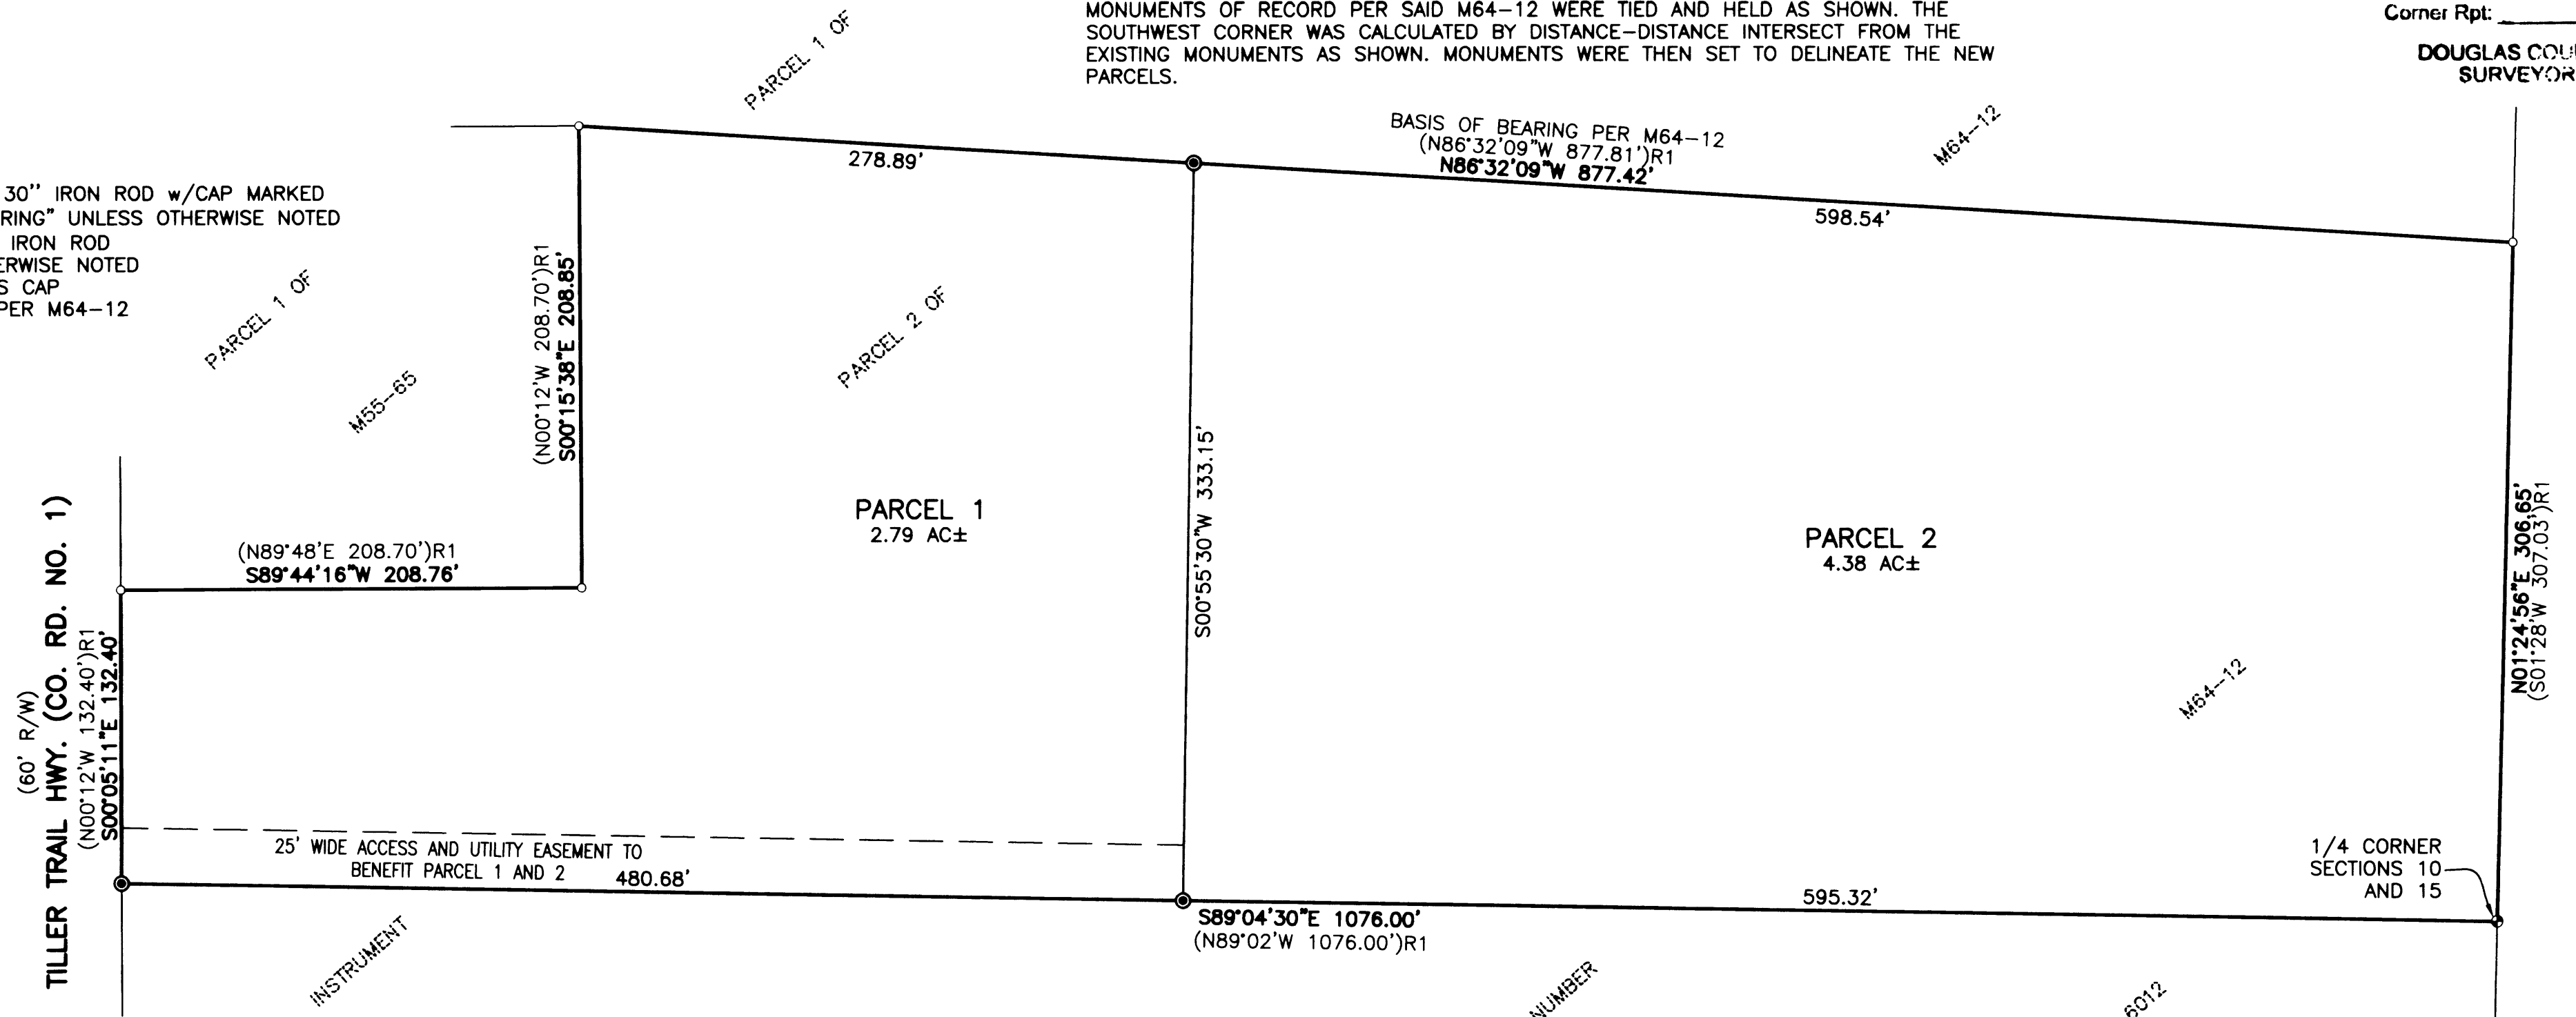 MONUMENTS OF RECORD PER SAID M64-12 WERE TIED AND HELD AS SHOWN. THE
SOUTHWEST CORNER WAS CALCULATED BY DISTANCE-DISTANCE INTERSECT FROM THE
EXISTING MONUMENTS AS SHOWN. MONUMENTS WERE THEN SET TO DELINEATE THE NEW
PARCELS.
Corner Rpt:
DOUGLAS COU
SURVEYOR
PARCEL 1 OF
M64-12
BASIS OF BEARING PER M64-12
(N86°32'09"W 877.81')R1
N86°32'09"W 877.42'
278.89'
598.54'
30" IRON ROD w/CAP MARKED
RING" UNLESS OTHERWISE NOTED
IRON ROD
ERWISE NOTED
S CAP
PER M64-12
PARCEL 1 OF
M55-65
(N00°12'W 208.70')R1
S00°15'38"E 208.85'
PARCEL 2 OF
M64-12
PARCEL 1
2.79 AC±
S00°55'30"W 333.15'
PARCEL 2
4.38 AC±
N01°24'56"E 306.65'
(S01°28'W 307.03')R1
(N89°48'E 208.70')R1
S89°44'16"W 208.76'
(60' R/W)
TILLER TRAIL HWY. (CO. RD. NO. 1)
(N00°12'W 132.40')R1
S00°05'11"E 132.40'
25' WIDE ACCESS AND UTILITY EASEMENT TO
BENEFIT PARCEL 1 AND 2
480.68'
595.32'
1/4 CORNER
SECTIONS 10
AND 15
S89°04'30"E 1076.00'
(N89°02'W 1076.00')R1
INSTRUMENT
NUMBER
6012